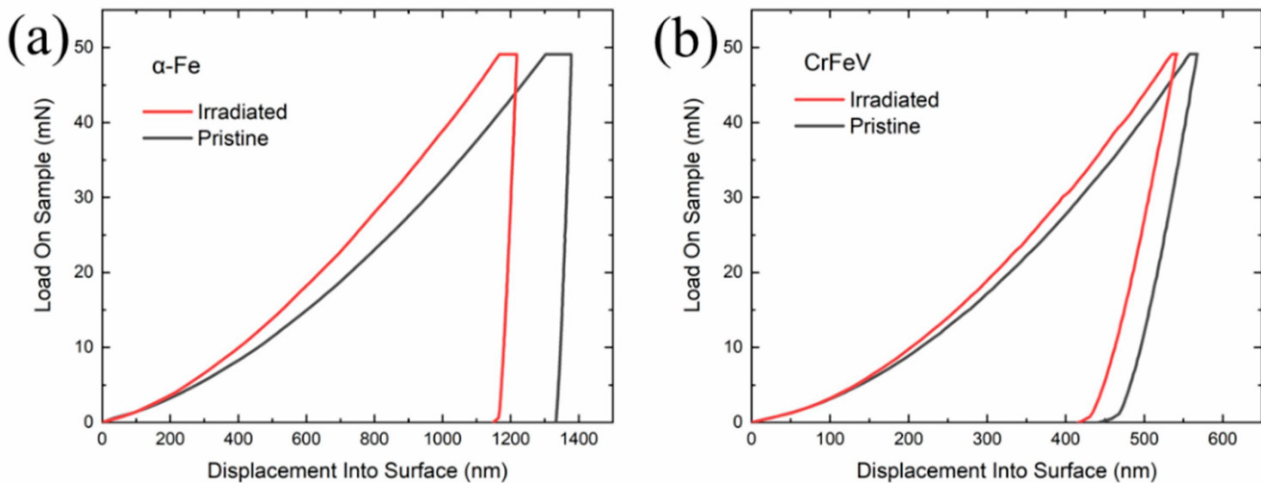 (a)
α-Fe
Irradiated
Pristine
Load On Sample (mN)
50
40
30
20
10
0
0 200 400 600 800 1000 1200 1400
Displacement Into Surface (nm)
(b)
CrFeV
Irradiated
Pristine
Load On Sample (mN)
50
40
30
20
10
0
0 100 200 300 400 500 600
Displacement Into Surface (nm)